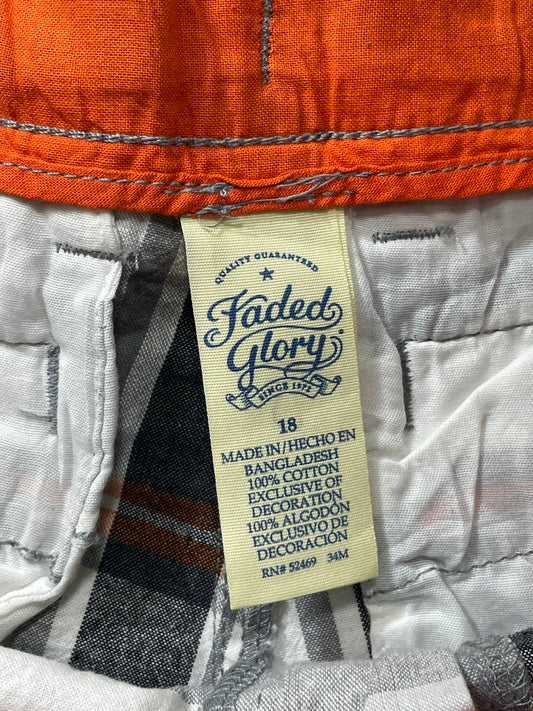 QUALITY GUARANTEED
Faded
Glory
SINCE 1972
18
MADE IN/HECHO EN
BANGLADESH
100% COTTON
EXCLUSIVE OF
DECORATION
100% ALGODÓN
EXCLUSIVO DE
DECORACIÓN
RN# 52469 34M